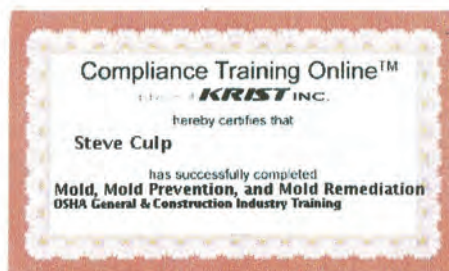 Compliance Training Online™
KRIST INC.
hereby certifies that
Steve Culp
has successfully completed
Mold, Mold Prevention, and Mold Remediation
OSHA General & Construction Industry Training